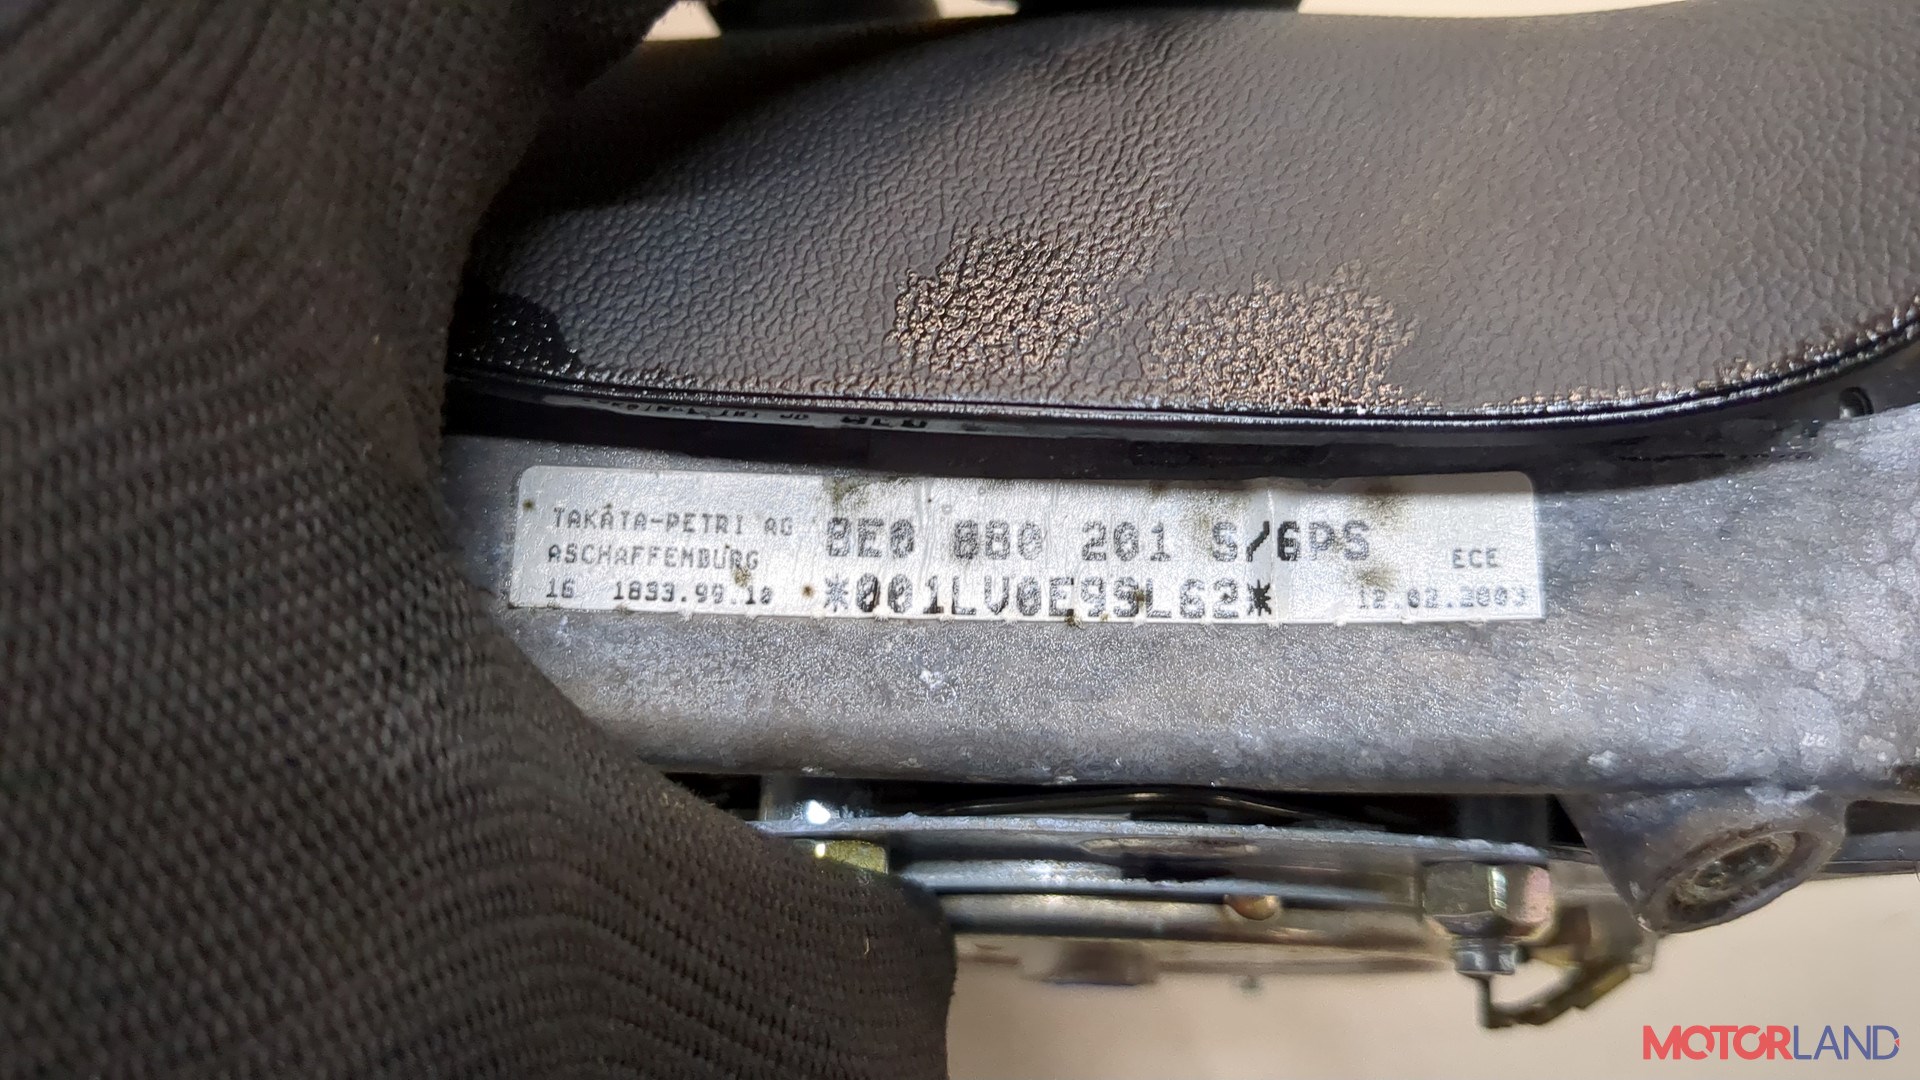 TAKATA-PETRI AG 8E0 880 201 S/6PS
ASCHAFFENBURG ECE
16 1833.99.10 *001LV0E9SL62* 12.02.2003
MOTORLAND